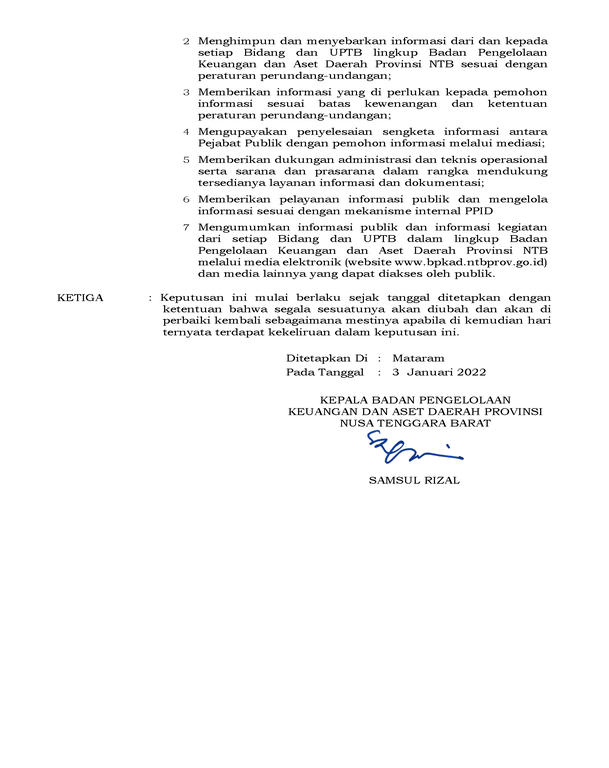 2 Menghimpun dan menyebarkan informasi dari dan kepada
setiap Bidang dan UPTB lingkup Badan Pengelolaan
Keuangan dan Aset Daerah Provinsi NTB sesuai dengan
peraturan perundang-undangan;
3 Memberikan informasi yang di perlukan kepada pemohon
informasi sesuai batas kewenangan dan ketentuan
peraturan perundang-undangan;
4 Mengupayakan penyelesaian sengketa informasi antara
Pejabat Publik dengan pemohon informasi melalui mediasi;
5 Memberikan dukungan administrasi dan teknis operasional
serta sarana dan prasarana dalam rangka mendukung
tersedianya layanan informasi dan dokumentasi;
6 Memberikan pelayanan informasi publik dan mengelola
informasi sesuai dengan mekanisme internal PPID
7 Mengumumkan informasi publik dan informasi kegiatan
dari setiap Bidang dan UPTB dalam lingkup Badan
Pengelolaan Keuangan dan Aset Daerah Provinsi NTB
melalui media elektronik (website www.bpkad.ntbprov.go.id)
dan media lainnya yang dapat diakses oleh publik.
KETIGA : Keputusan ini mulai berlaku sejak tanggal ditetapkan dengan
ketentuan bahwa segala sesuatunya akan diubah dan akan di
perbaiki kembali sebagaimana mestinya apabila di kemudian hari
ternyata terdapat kekeliruan dalam keputusan ini.
Ditetapkan Di : Mataram
Pada Tanggal : 3 Januari 2022
KEPALA BADAN PENGELOLAAN
KEUANGAN DAN ASET DAERAH PROVINSI
NUSA TENGGARA BARAT
SAMSUL RIZAL